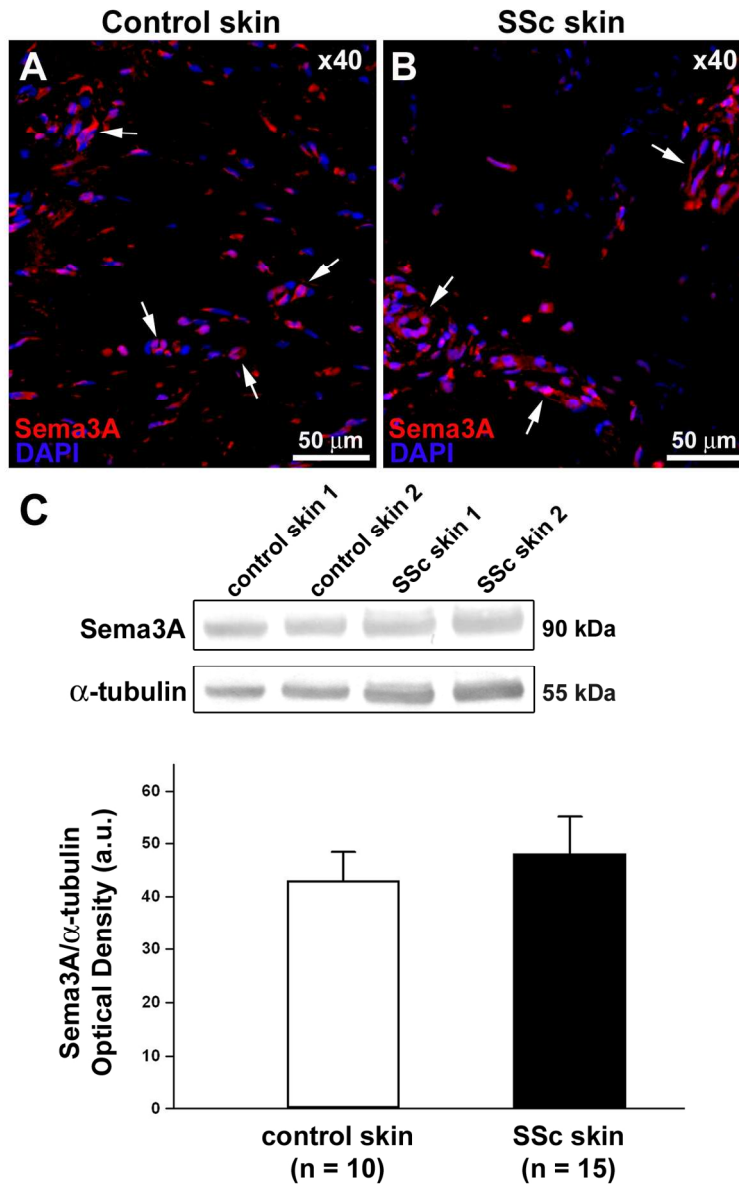 Control skin
SSc skin
A
x40
B
x40
Sema3A
DAPI
50 μm
Sema3A
DAPI
50 μm
C
control skin 1
control skin 2
SSc skin 1
SSc skin 2
Sema3A
90 kDa
α-tubulin
55 kDa
Sema3A/α-tubulin
Optical Density (a.u.)
60
50
40
30
20
10
0
control skin
(n = 10)
SSc skin
(n = 15)